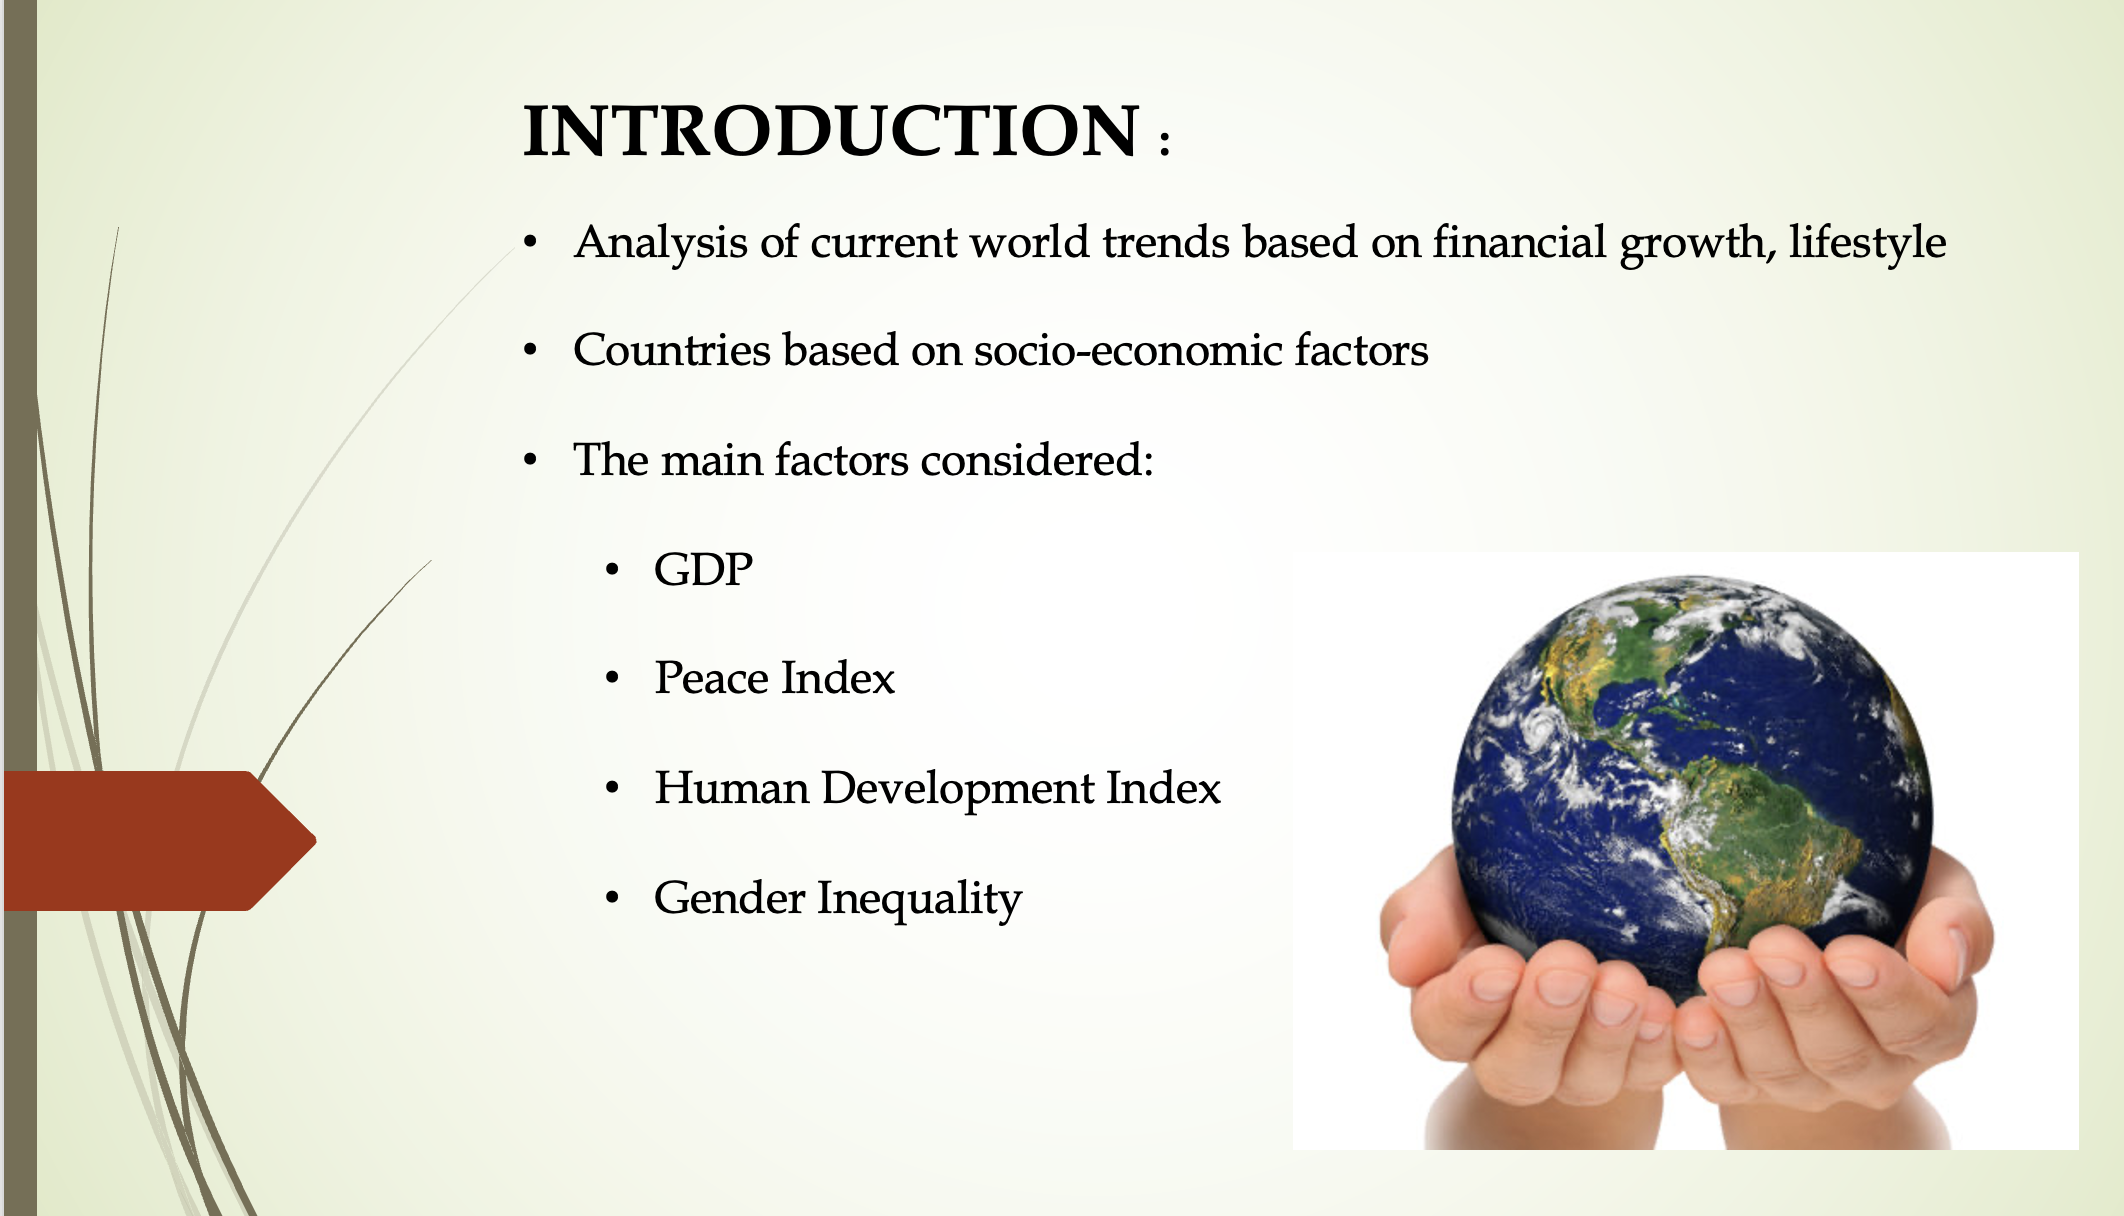 INTRODUCTION :
• Analysis of current world trends based on financial growth, lifestyle
• Countries based on socio-economic factors
• The main factors considered:
• GDP
• Peace Index
• Human Development Index
• Gender Inequality